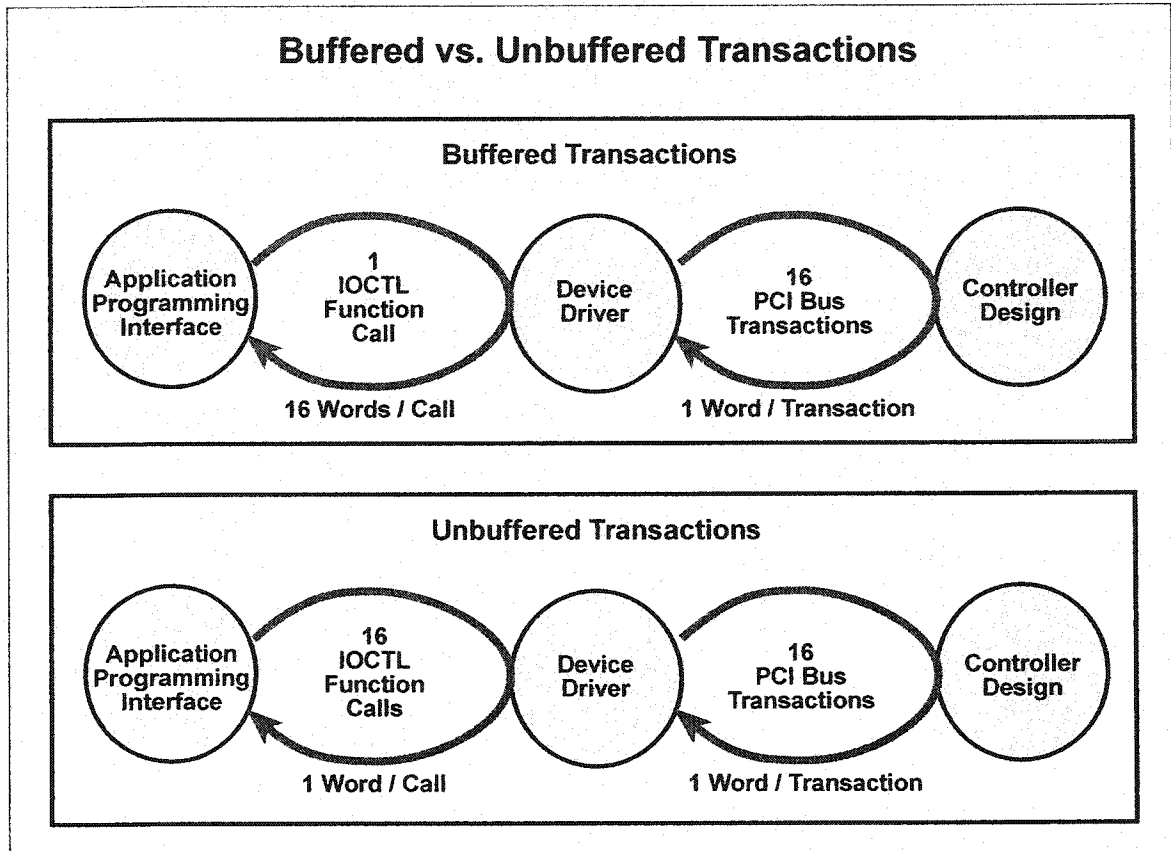 Buffered vs. Unbuffered Transactions
Buffered Transactions
Application
Programming
Interface
1
IOCTL
Function
Call
16 Words / Call
Device
Driver
16
PCI Bus
Transactions
1 Word / Transaction
Controller
Design
Unbuffered Transactions
Application
Programming
Interface
16
IOCTL
Function
Calls
1 Word / Call
Device
Driver
16
PCI Bus
Transactions
1 Word / Transaction
Controller
Design